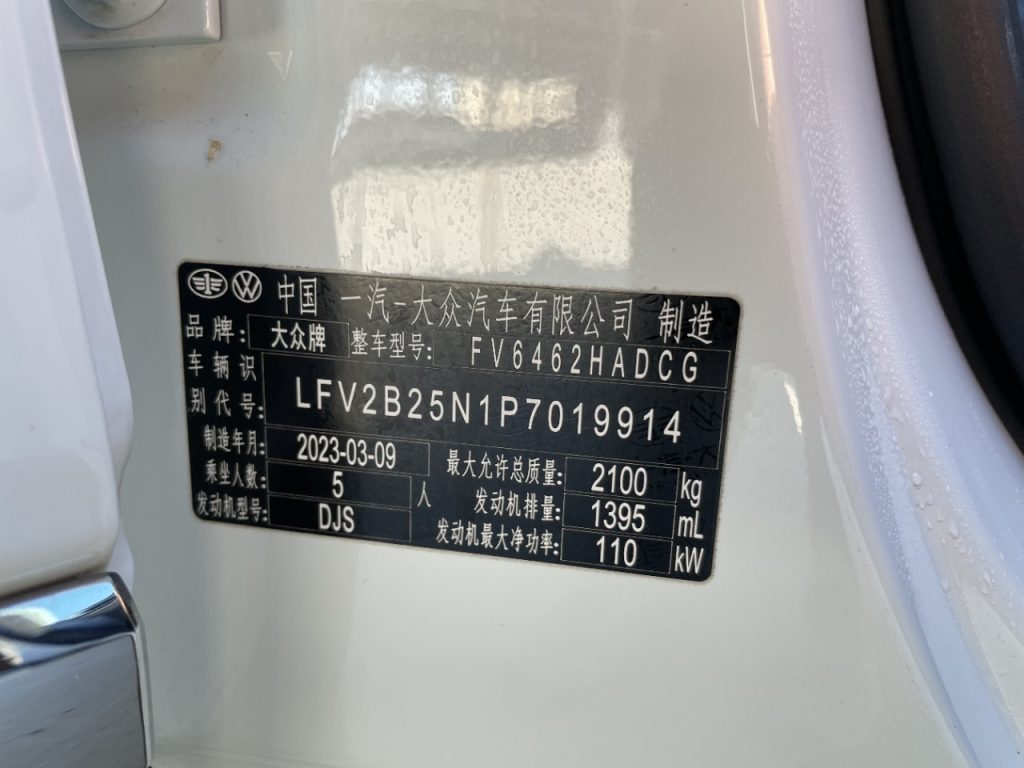 中国 一汽-大众汽车有限公司 制造
品牌: 大众牌 整车型号: FV6462HADCG
车辆识别代号: LFV2B25N1P7019914
制造年月: 2023-03-09 最大允许总质量: 2100 kg
乘坐人数: 5 人 发动机排量: 1395 mL
发动机型号: DJS 发动机最大净功率: 110 kW